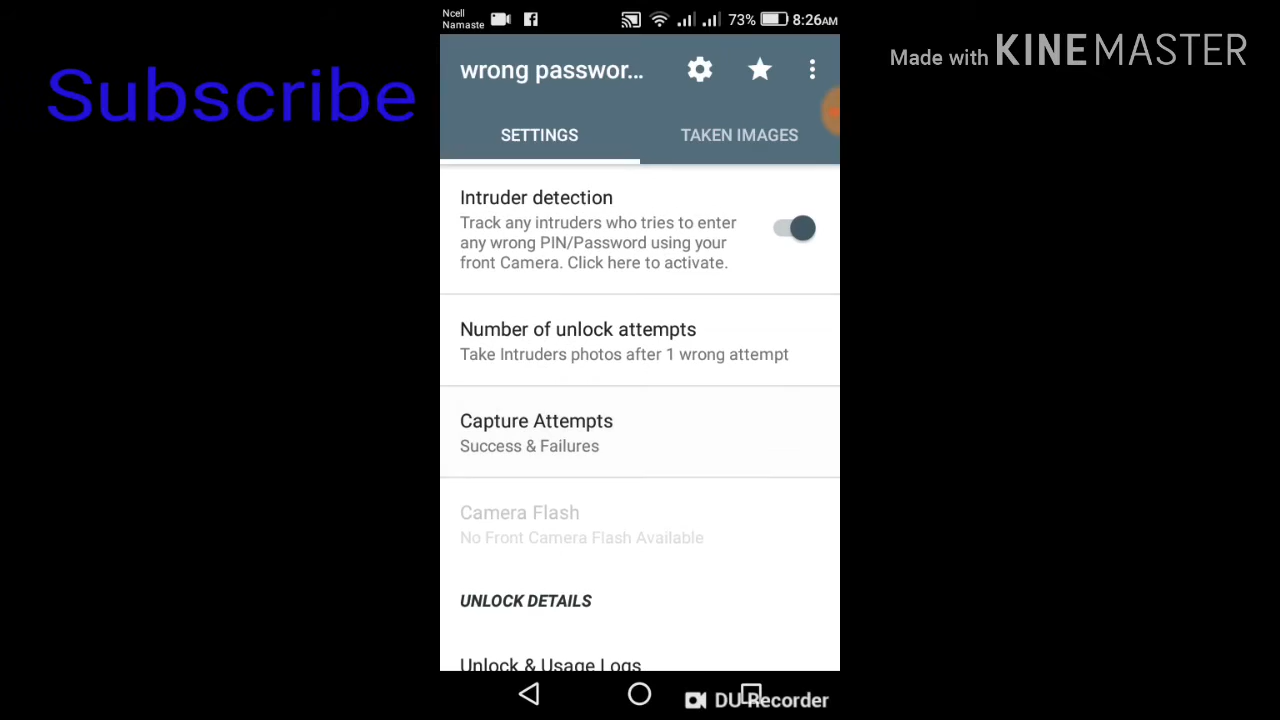 Ncell
Namaste
73%
8:26AM
Subscribe
Made with KINEMASTER
wrong passwor...
SETTINGS
TAKEN IMAGES
Intruder detection
Track any intruders who tries to enter
any wrong PIN/Password using your
front Camera. Click here to activate.
Number of unlock attempts
Take Intruders photos after 1 wrong attempt
Capture Attempts
Success & Failures
Camera Flash
No Front Camera Flash Available
UNLOCK DETAILS
Unlock & Usage Logs
DU Recorder